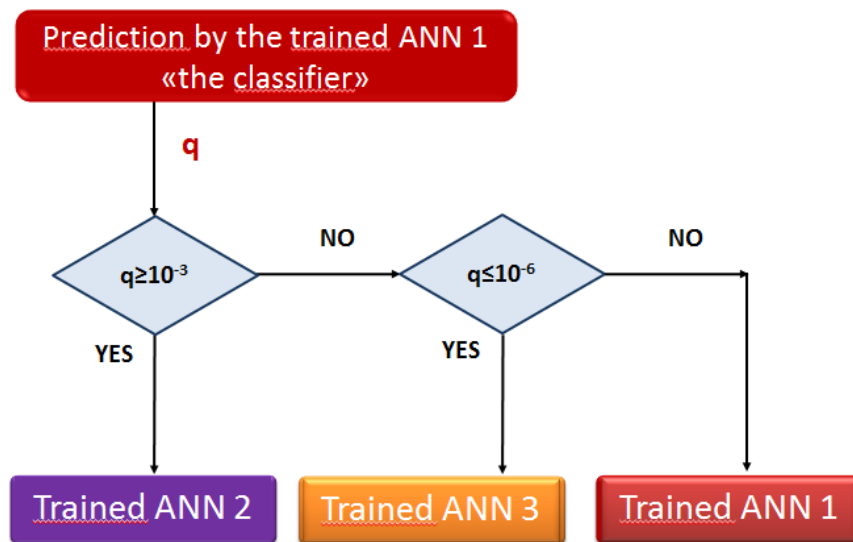 Prediction by the trained ANN 1
«the classifier»
q
NO
NO
q≥10⁻³
q≤10⁻⁶
YES
YES
Trained ANN 2
Trained ANN 3
Trained ANN 1